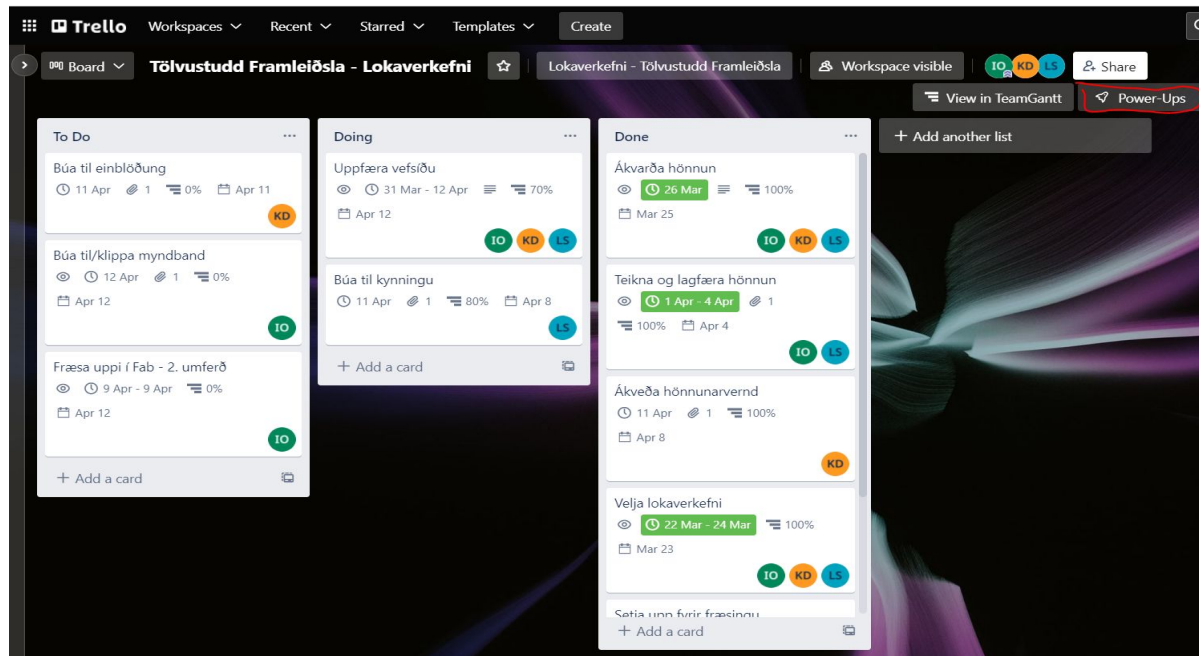 Trello Workspaces Recent Starred Templates Create
Board Tölvustudd Framleiðsla - Lokaverkefni Lokaverkefni - Tölvustudd Framleiðsla Workspace visible IO KD LS Share
View in TeamGantt Power-Ups
To Do
Búa til einblöðung
11 Apr 1 0% Apr 11
KD
Búa til/klippa myndband
12 Apr 1 0%
Apr 12
IO
Fræsa uppi í Fab - 2. umferð
9 Apr - 9 Apr 0%
Apr 12
IO
+ Add a card
Doing
Uppfæra vefsíðu
31 Mar - 12 Apr 70%
Apr 12
IO KD LS
Búa til kynningu
11 Apr 1 80% Apr 8
LS
+ Add a card
Done
Ákvarða hönnun
26 Mar 100%
Mar 25
IO KD LS
Teikna og lagfæra hönnun
1 Apr - 4 Apr 1
100% Apr 4
IO LS
Ákveða hönnunarvernd
11 Apr 1 100%
Apr 8
KD
Velja lokaverkefni
22 Mar - 24 Mar 100%
Mar 23
IO KD LS
Setja upp fyrir fræsingu
+ Add a card
+ Add another list